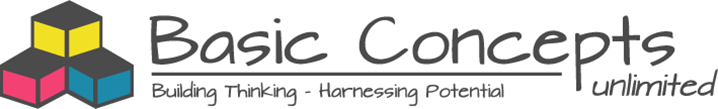 Basic Concepts
Building Thinking - Harnessing Potential
unlimited